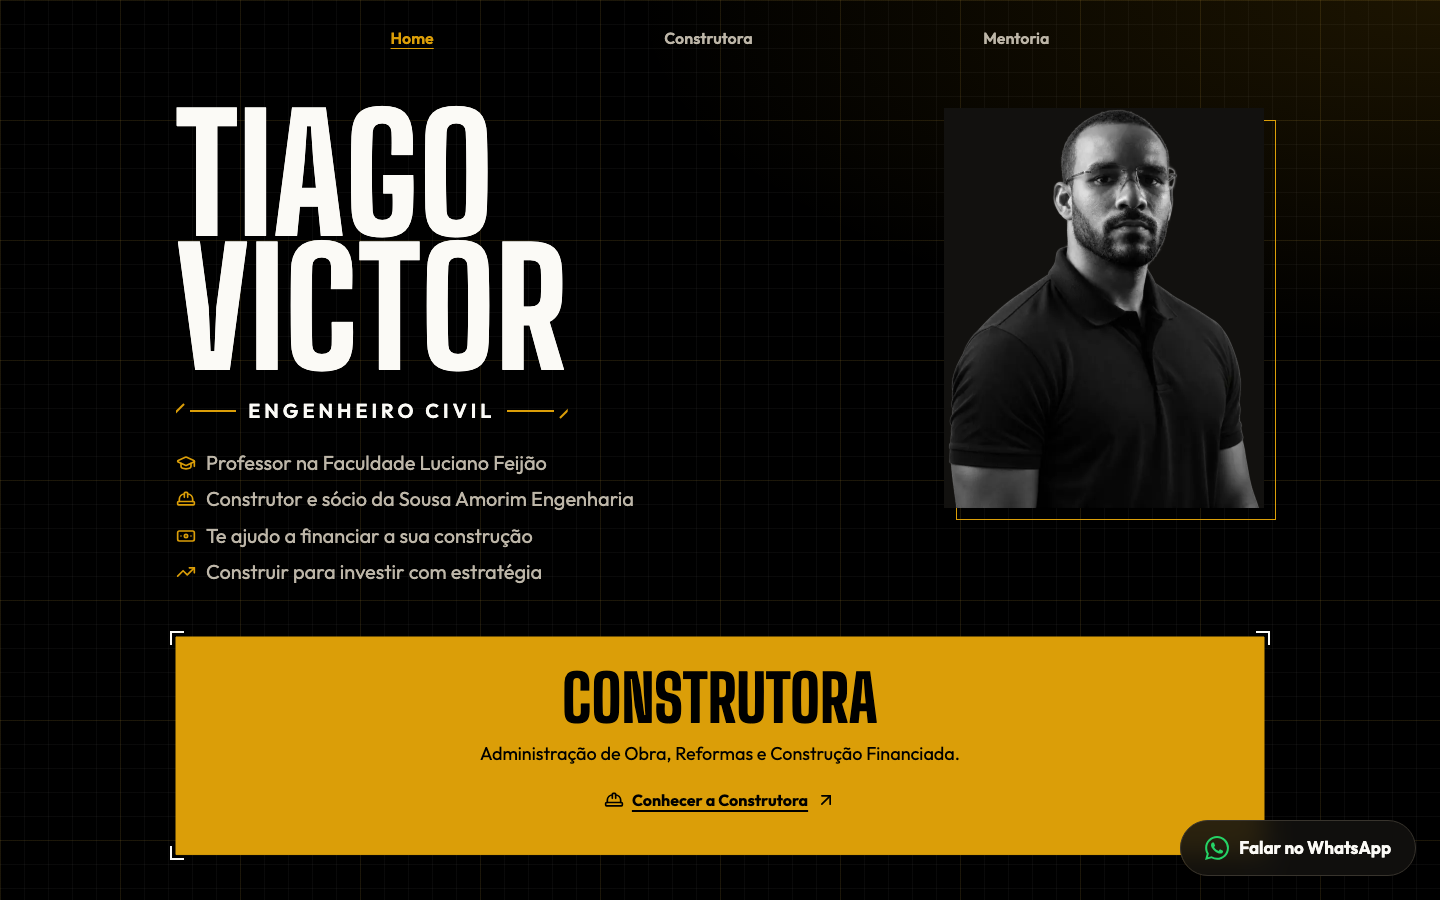 Home
Construtora
Mentoria
TIAGO
VICTOR
ENGENHEIRO CIVIL
Professor na Faculdade Luciano Feijão
Construtor e sócio da Sousa Amorim Engenharia
Te ajudo a financiar a sua construção
Construir para investir com estratégia
CONSTRUTORA
Administração de Obra, Reformas e Construção Financiada.
Conhecer a Construtora
Falar no WhatsApp